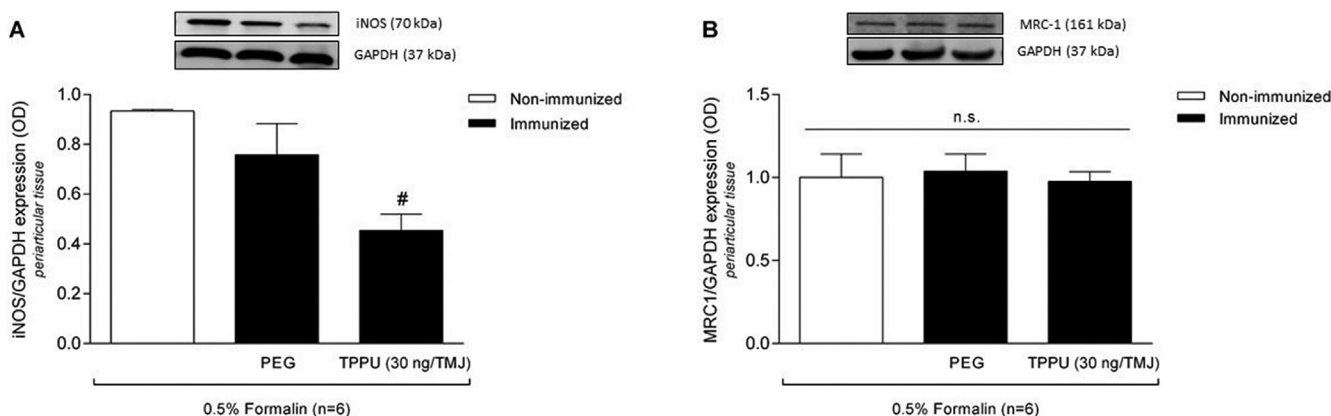 A
iNOS (70 kDa)
GAPDH (37 kDa)
iNOS/GAPDH expression (OD)
periarticular tissue
1.0
0.8
0.6
0.4
0.2
0.0
#
Non-immunized
Immunized
PEG
TPPU (30 ng/TMJ)
0.5% Formalin (n=6)
B
MRC-1 (161 kDa)
GAPDH (37 kDa)
MRC1/GAPDH expression (OD)
periarticular tissue
1.5
1.0
0.5
0.0
n.s.
Non-immunized
Immunized
PEG
TPPU (30 ng/TMJ)
0.5% Formalin (n=6)